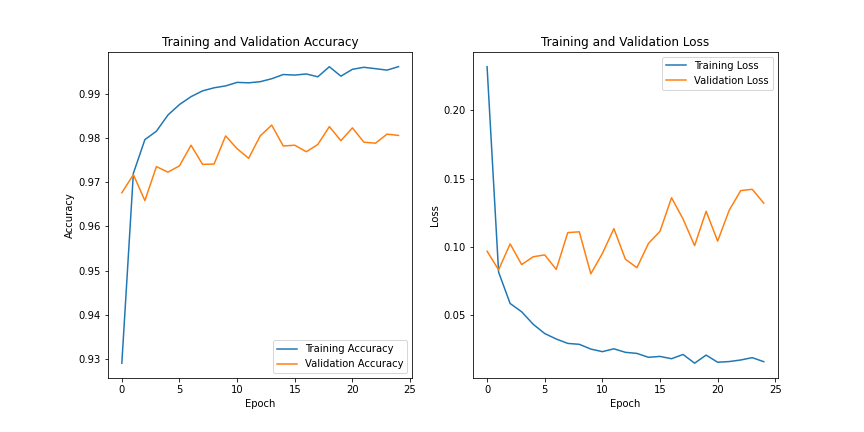 Training and Validation Accuracy
Accuracy
0.99
0.98
0.97
0.96
0.95
0.94
0.93
Training Accuracy
Validation Accuracy
0 5 10 15 20 25
Epoch
Training and Validation Loss
Loss
Training Loss
Validation Loss
0.20
0.15
0.10
0.05
0 5 10 15 20 25
Epoch